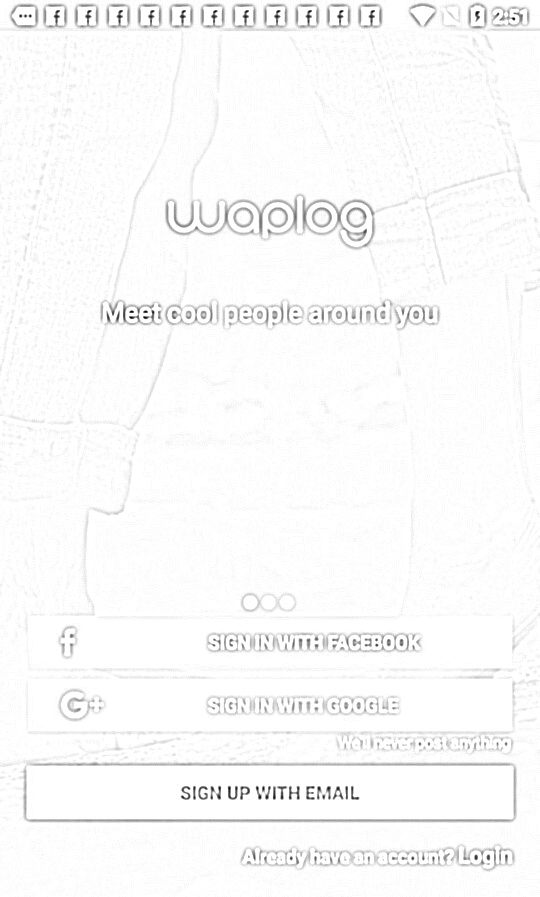 2:51
waplog
Meet cool people around you
SIGN IN WITH FACEBOOK
SIGN IN WITH GOOGLE
We'll never post anything
SIGN UP WITH EMAIL
Already have an account? Login